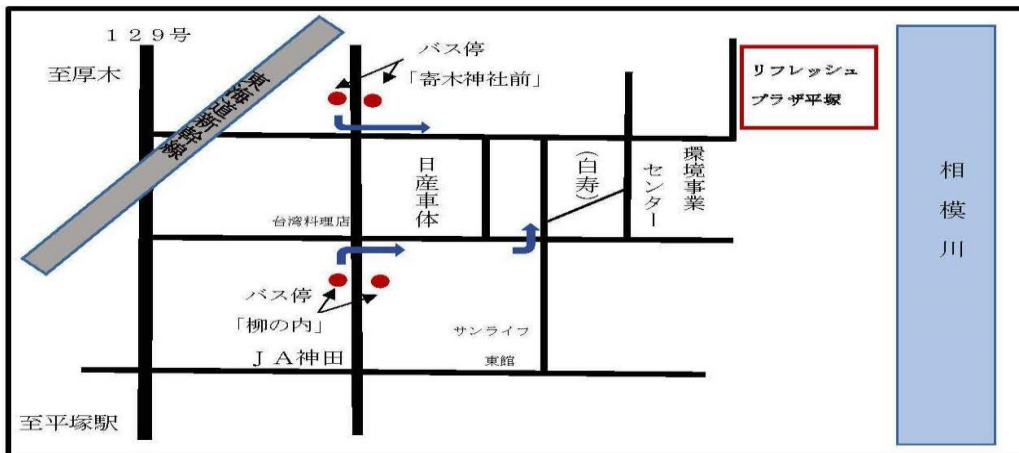 １２９号
至厚木
東海道新幹線
バス停
「寄木神社前」
リフレッシュ
プラザ平塚
日産車体
（白寿）
環境事業
センター
相模川
台湾料理店
バス停
「柳の内」
サンライフ
東館
ＪＡ神田
至平塚駅